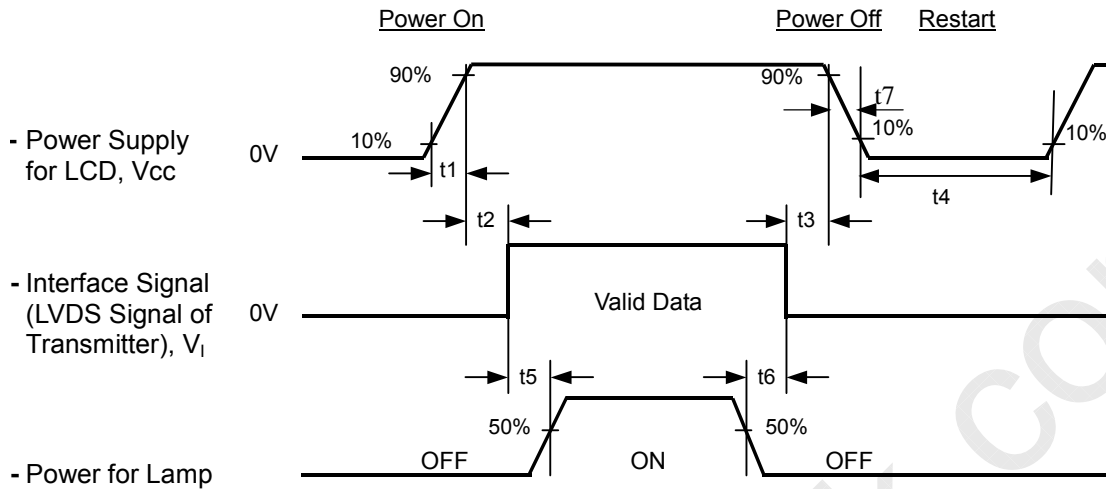 Power On
Power Off
Restart
90%
90%
t7
- Power Supply
for LCD, Vcc
0V
10%
10%
10%
t1
t4
t2
t3
- Interface Signal
(LVDS Signal of
Transmitter), VI
0V
Valid Data
t5
t6
50%
50%
- Power for Lamp
OFF
ON
OFF